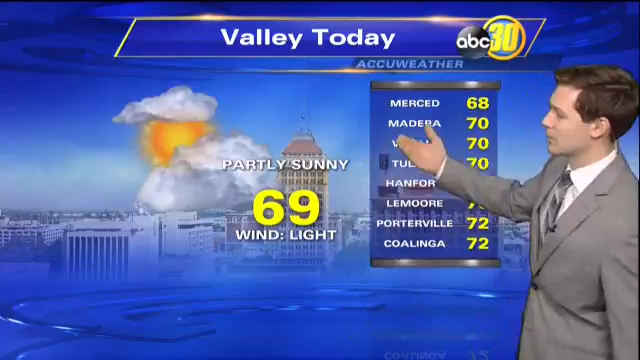 Valley Today
abc 30
ACCUWEATHER
PARTLY SUNNY
69
WIND: LIGHT
MERCED 68
MADERA 70
70
70
LEMOORE
PORTERVILLE 72
COALINGA 72